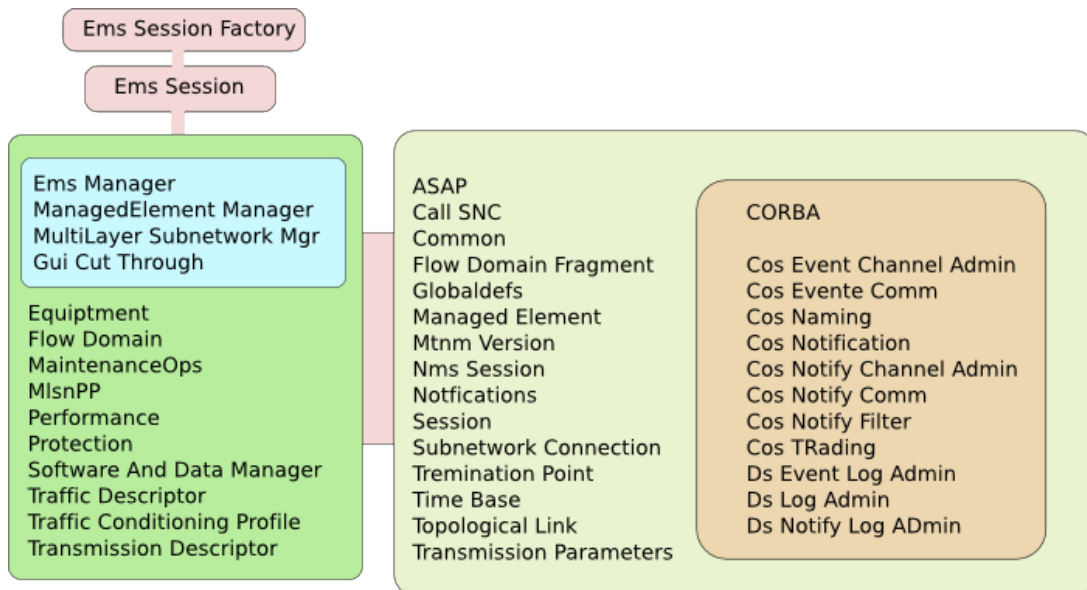 Ems Session Factory
Ems Session
Ems Manager
ManagedElement Manager
MultiLayer Subnetwork Mgr
Gui Cut Through
Equiptment
Flow Domain
MaintenanceOps
MlsnPP
Performance
Protection
Software And Data Manager
Traffic Descriptor
Traffic Conditioning Profile
Transmission Descriptor
ASAP
Call SNC
Common
Flow Domain Fragment
Globaldefs
Managed Element
Mtnm Version
Nms Session
Notfications
Session
Subnetwork Connection
Tremination Point
Time Base
Topological Link
Transmission Parameters
CORBA
Cos Event Channel Admin
Cos Evente Comm
Cos Naming
Cos Notification
Cos Notify Channel Admin
Cos Notify Comm
Cos Notify Filter
Cos TRading
Ds Event Log Admin
Ds Log Admin
Ds Notify Log ADmin